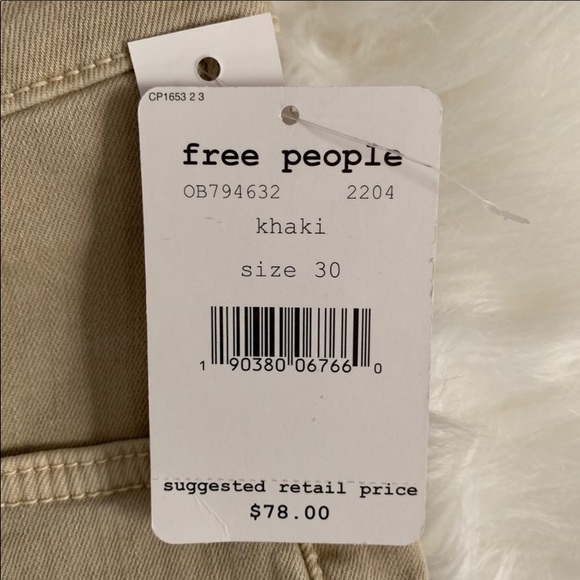 CP1653 2 3
free people
OB794632 2204
khaki
size 30
1 90380 06766 0
suggested retail price
$78.00